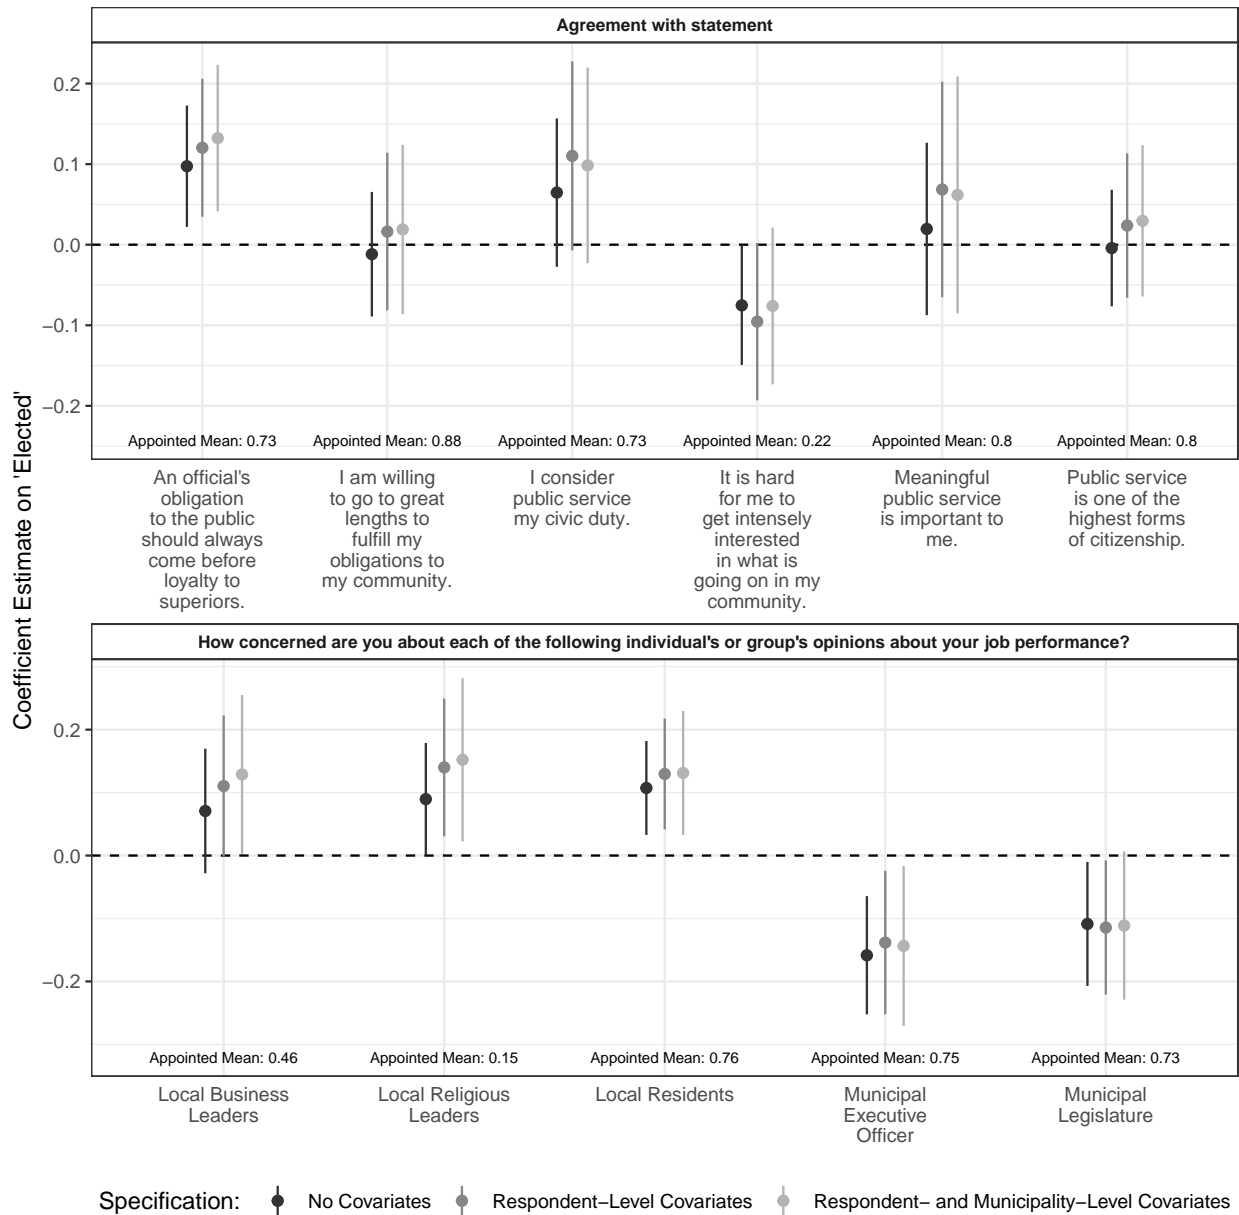 Agreement with statement
0.2
0.1
0.0
−0.1
−0.2
Coefficient Estimate on 'Elected'
Appointed Mean: 0.73
Appointed Mean: 0.88
Appointed Mean: 0.73
Appointed Mean: 0.22
Appointed Mean: 0.8
Appointed Mean: 0.8
An official's
obligation
to the public
should always
come before
loyalty to
superiors.
I am willing
to go to great
lengths to
fulfill my
obligations to
my community.
I consider
public service
my civic duty.
It is hard
for me to
get intensely
interested
in what is
going on in my
community.
Meaningful
public service
is important to
me.
Public service
is one of the
highest forms
of citizenship.
How concerned are you about each of the following individual's or group's opinions about your job performance?
0.2
0.0
−0.2
Appointed Mean: 0.46
Appointed Mean: 0.15
Appointed Mean: 0.76
Appointed Mean: 0.75
Appointed Mean: 0.73
Local Business
Leaders
Local Religious
Leaders
Local Residents
Municipal
Executive
Officer
Municipal
Legislature
Specification: No Covariates Respondent−Level Covariates Respondent− and Municipality−Level Covariates